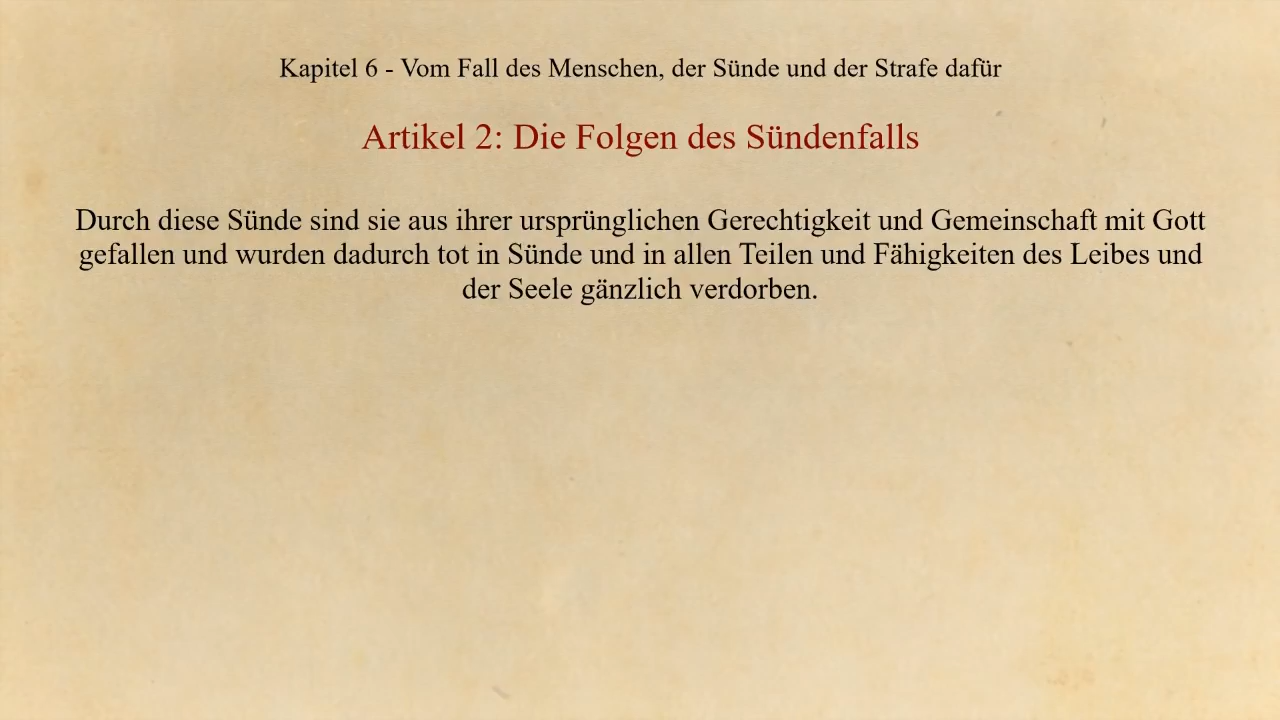 Kapitel 6 - Vom Fall des Menschen, der Sünde und der Strafe dafür
Artikel 2: Die Folgen des Sündenfalls
Durch diese Sünde sind sie aus ihrer ursprünglichen Gerechtigkeit und Gemeinschaft mit Gott
gefallen und wurden dadurch tot in Sünde und in allen Teilen und Fähigkeiten des Leibes und
der Seele gänzlich verdorben.